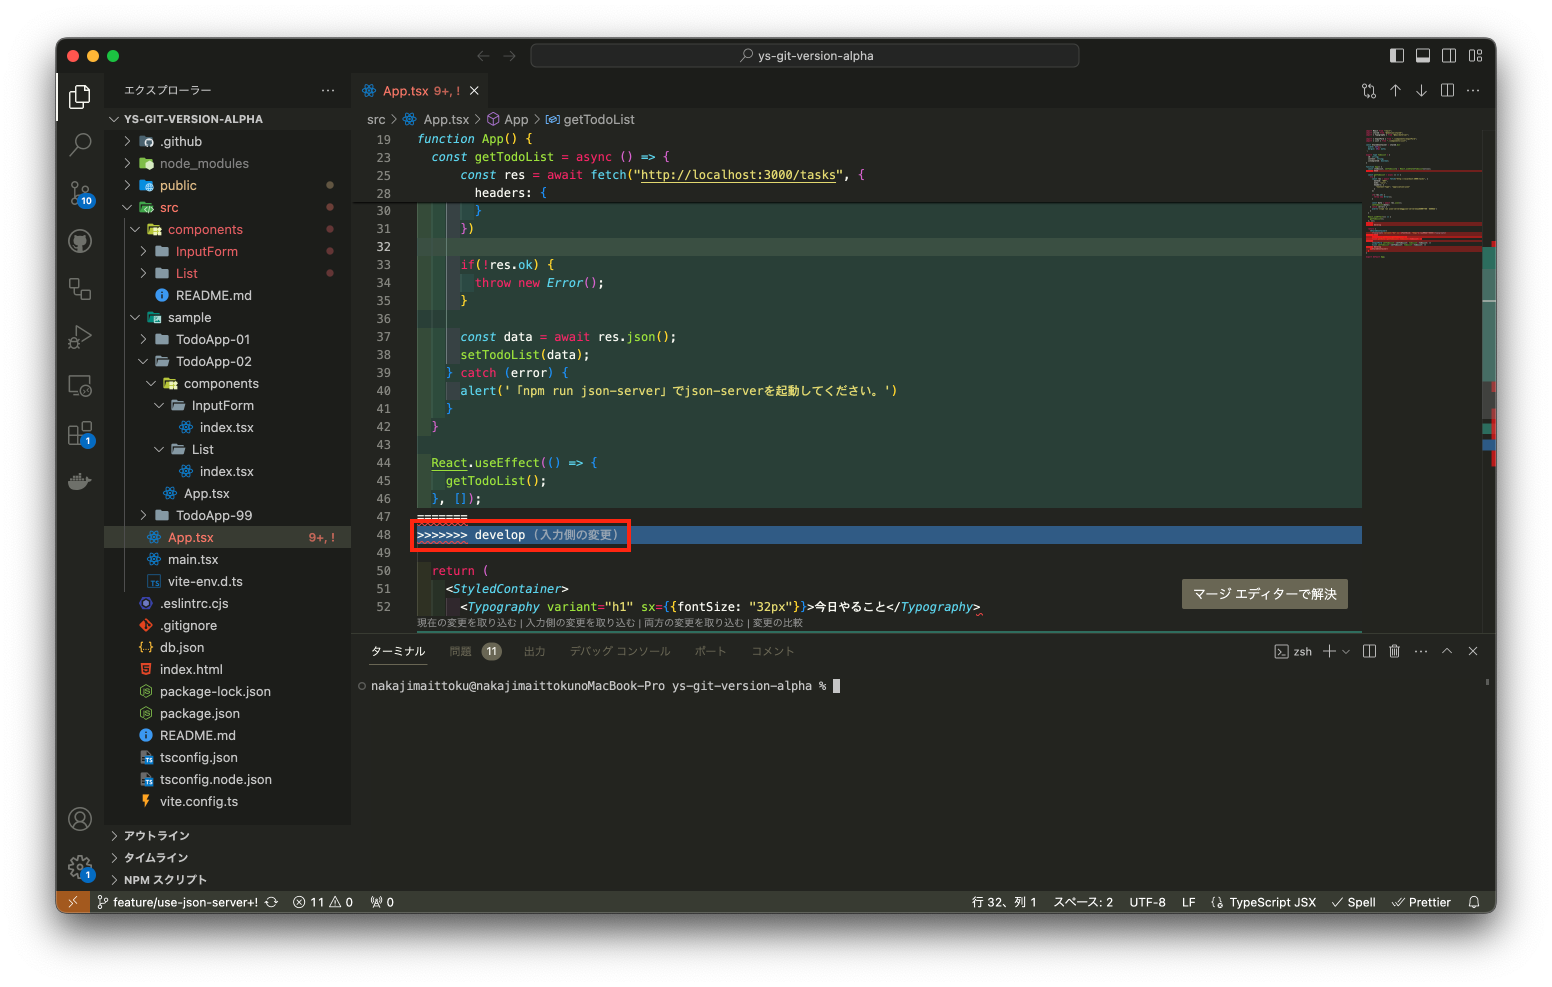 ys-git-version-alpha
エクスプローラー
App.tsx 9+, !
YS-GIT-VERSION-ALPHA
.github
node_modules
public
src
components
InputForm
List
README.md
sample
TodoApp-01
TodoApp-02
components
InputForm
index.tsx
List
index.tsx
App.tsx
TodoApp-99
App.tsx 9+, !
main.tsx
vite-env.d.ts
.eslintrc.cjs
.gitignore
db.json
index.html
package-lock.json
package.json
README.md
tsconfig.json
tsconfig.node.json
vite.config.ts
アウトライン
タイムライン
NPM スクリプト
10
1
1
src > App.tsx > App > getTodoList
19 function App() {
23 const getTodoList = async () => {
25 const res = await fetch("http://localhost:3000/tasks", {
28 headers: {
30 }
31 })
32
33 if(!res.ok) {
34 throw new Error();
35 }
36
37 const data = await res.json();
38 setTodoList(data);
39 } catch (error) {
40 alert('「npm run json-server」でjson-serverを起動してください。')
41 }
42 }
43
44 React.useEffect(() => {
45 getTodoList();
46 }, []);
47 =======
48 >>>>>>> develop (入力側の変更)
49
50 return (
51 <StyledContainer>
52 <Typography variant="h1" sx={{fontSize: "32px"}}>今日やること</Typography>
現在の変更を取り込む | 入力側の変更を取り込む | 両方の変更を取り込む | 変更の比較
マージ エディターで解決
ターミナル 問題 11 出力 デバッグ コンソール ポート コメント
zsh
nakajimaittoku@nakajimaittokunoMacBook-Pro ys-git-version-alpha %
feature/use-json-server+! 11 0 0
行 32、列 1 スペース: 2 UTF-8 LF TypeScript JSX Spell Prettier